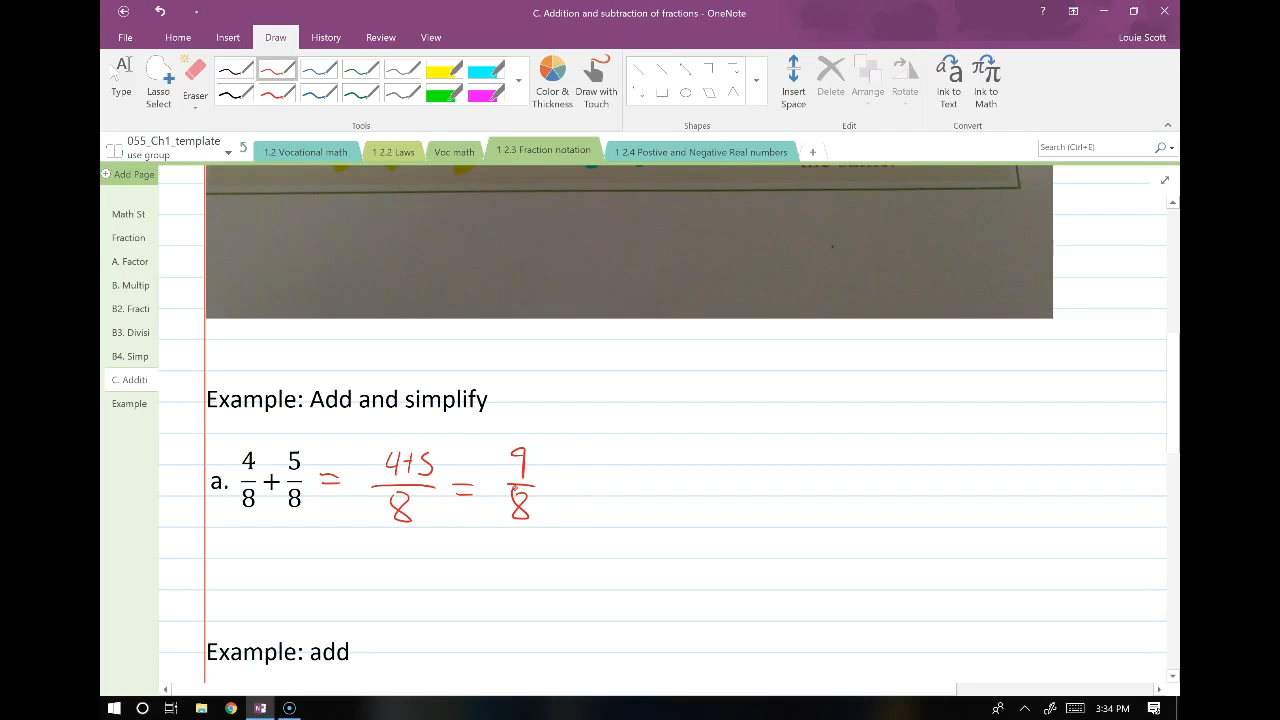 C. Addition and subtraction of fractions - OneNote
?
File Home Insert Draw History Review View
Louie Scott
Type
Lasso Select
Eraser
Color & Thickness
Draw with Touch
Insert Space
Delete
Arrange
Rotate
Ink to Text
Ink to Math
Tools
Shapes
Edit
Convert
055_Ch1_template
use group
1.2 Vocational math
1 2.2 Laws
Voc math
1 2.3 Fraction notation
1 2.4 Postive and Negative Real numbers
+
Search (Ctrl+E)
Add Page
Math St
Fraction
A. Factor
B. Multip
B2. Fracti
B3. Divisi
B4. Simp
C. Additi
Example
Example: Add and simplify
a. 4/8 + 5/8 = 4+5/8 = 9/8
Example: add
3:34 PM